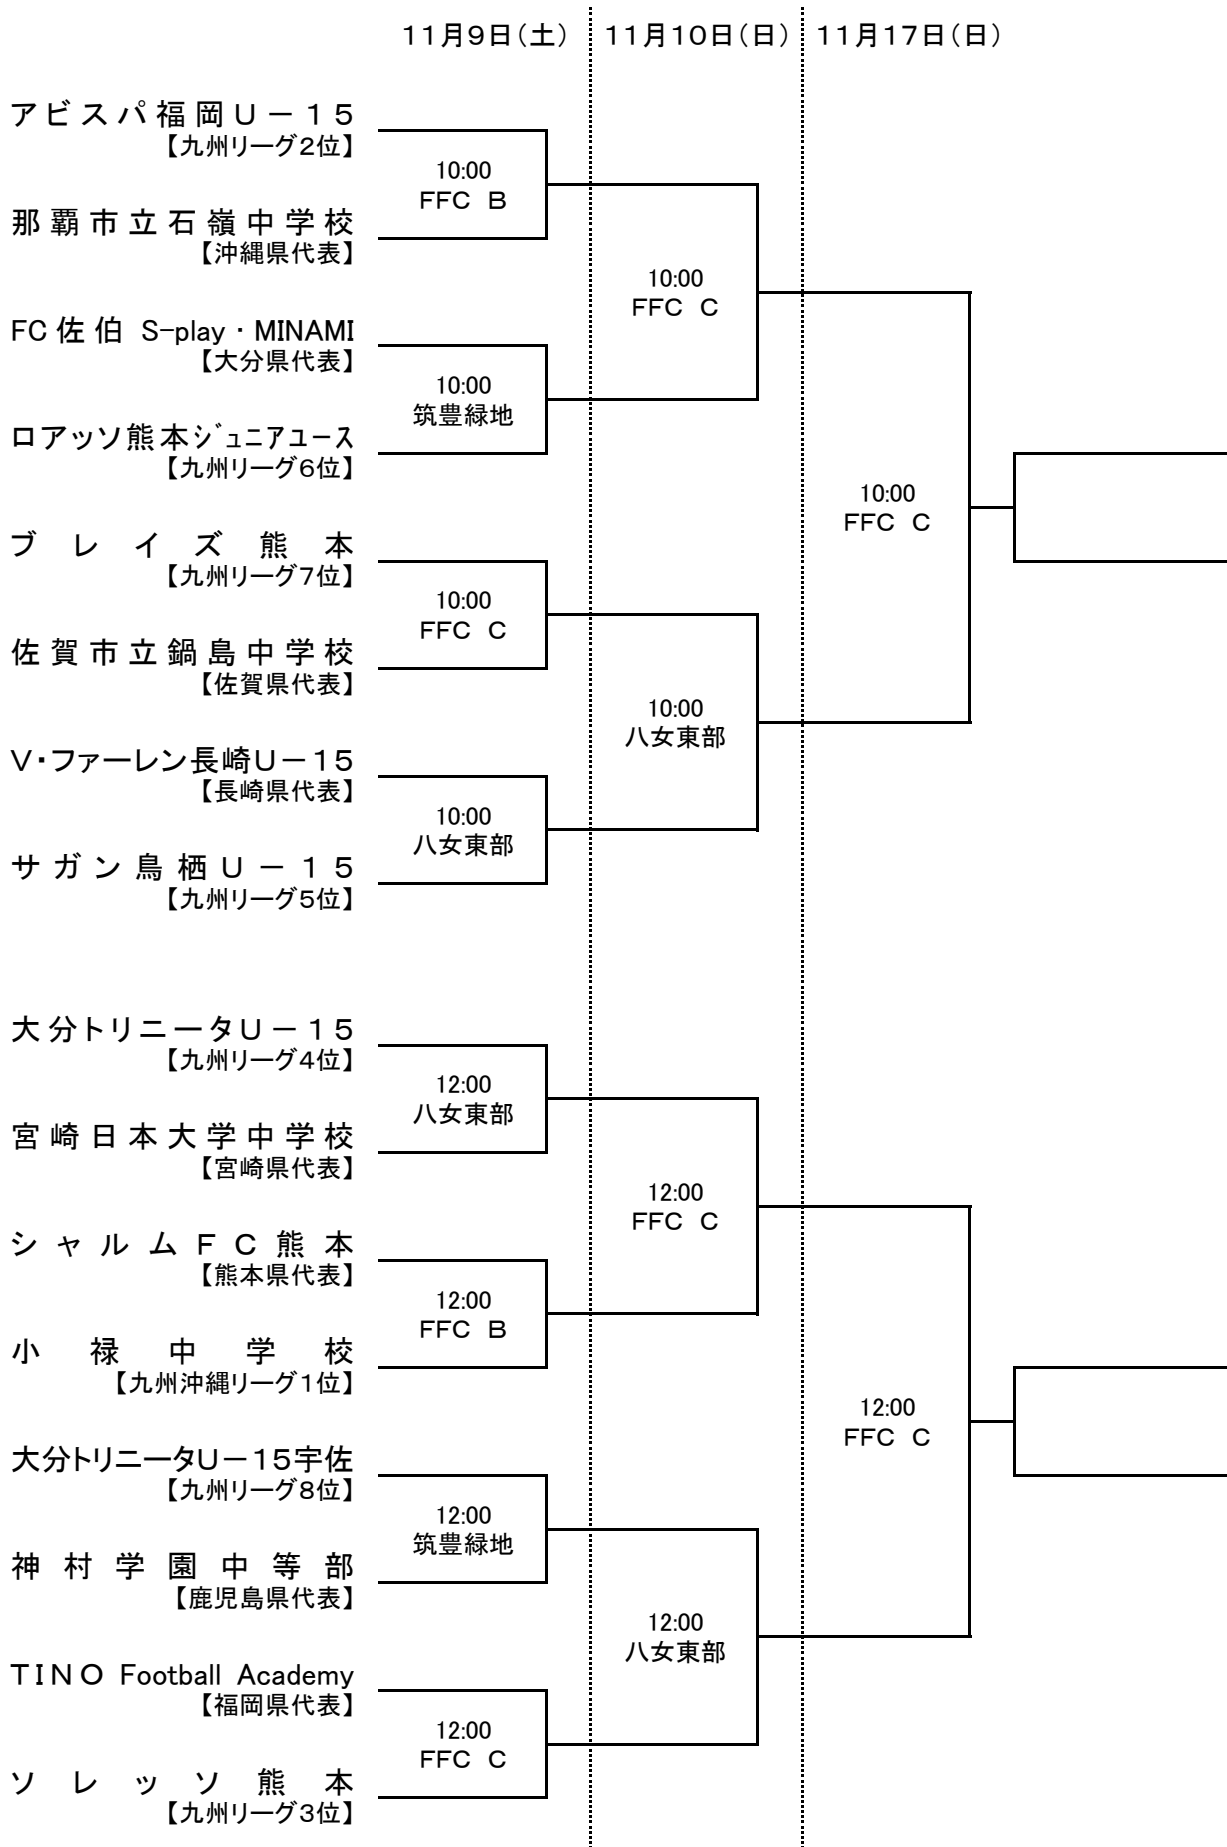 11月9日(土) 11月10日(日) 11月17日(日)
アビスパ福岡U－15
【九州リーグ2位】
10:00
FFC B
那覇市立石嶺中学校
【沖縄県代表】
10:00
FFC C
FC佐伯 S-play・MINAMI
【大分県代表】
10:00
筑豊緑地
ロアッソ熊本ｼﾞｭﾆｱﾕｰｽ
【九州リーグ6位】
10:00
FFC C
ブレイズ熊本
【九州リーグ7位】
10:00
FFC C
佐賀市立鍋島中学校
【佐賀県代表】
10:00
八女東部
V・ファーレン長崎U－15
【長崎県代表】
10:00
八女東部
サガン鳥栖U－15
【九州リーグ5位】
大分トリニータU－15
【九州リーグ4位】
12:00
八女東部
宮崎日本大学中学校
【宮崎県代表】
12:00
FFC C
シャルムFC熊本
【熊本県代表】
12:00
FFC B
小禄中学校
【九州沖縄リーグ1位】
12:00
FFC C
大分トリニータU－15宇佐
【九州リーグ8位】
12:00
筑豊緑地
神村学園中等部
【鹿児島県代表】
12:00
八女東部
TINO Football Academy
【福岡県代表】
12:00
FFC C
ソレッソ熊本
【九州リーグ3位】